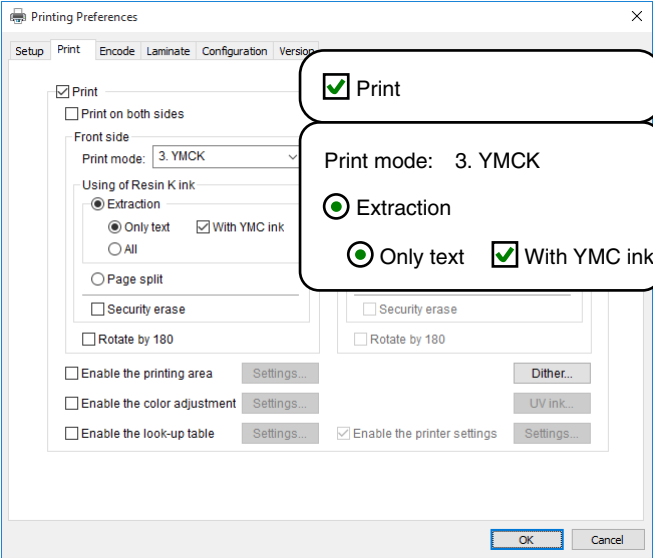 Printing Preferences
Setup Print Encode Laminate Configuration Version
Print
Print on both sides
Front side
Print mode: 3. YMCK
Using of Resin K ink
Extraction
Only text With YMC ink
All
Page split
Security erase
Rotate by 180
Print
Print mode: 3. YMCK
Extraction
Only text With YMC ink
Security erase
Rotate by 180
Enable the printing area Settings... Dither...
Enable the color adjustment Settings... UV ink...
Enable the look-up table Settings... Enable the printer settings Settings...
OK Cancel